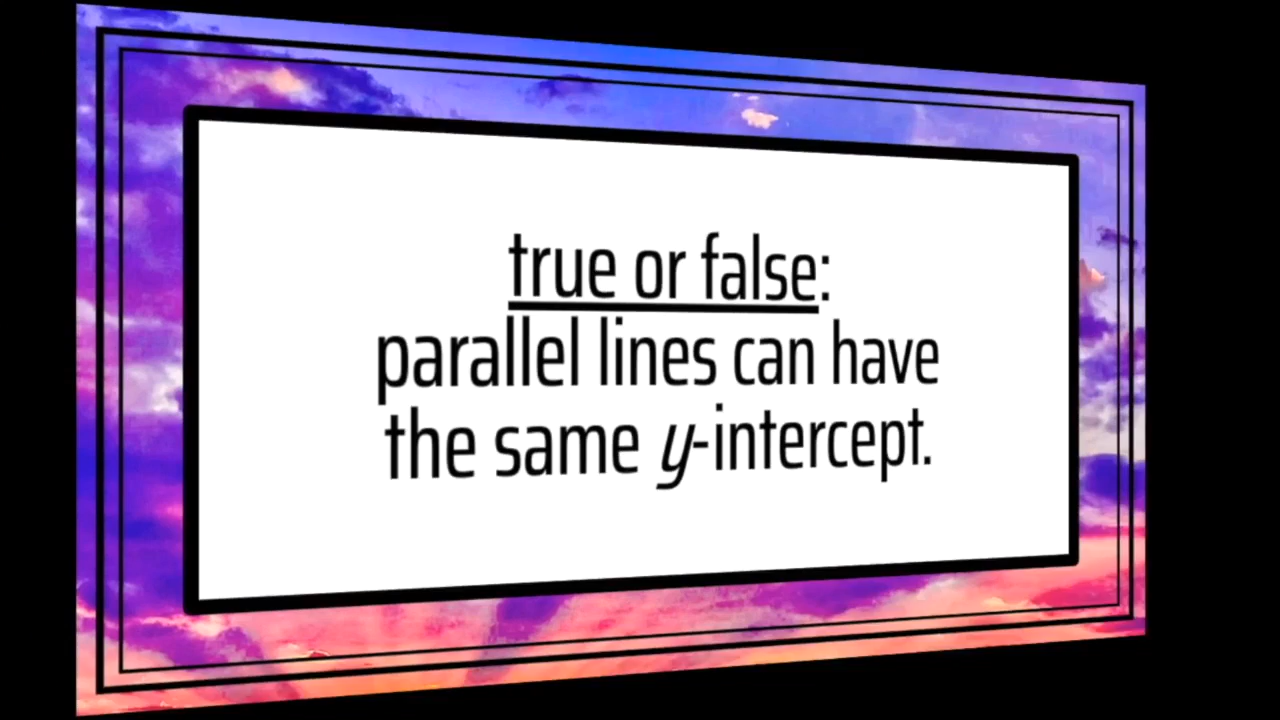 true or false:
parallel lines can have
the same y-intercept.